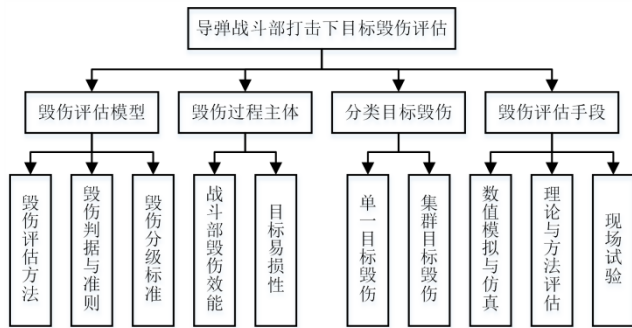 导弹战斗部打击下目标毁伤评估
毁伤评估模型
毁伤过程主体
分类目标毁伤
毁伤评估手段
毁伤评估方法
毁伤判据与准则
毁伤分级标准
战斗部毁伤效能
目标易损性
单一目标毁伤
集群目标毁伤
数值模拟与仿真
理论与方法评估
现场试验